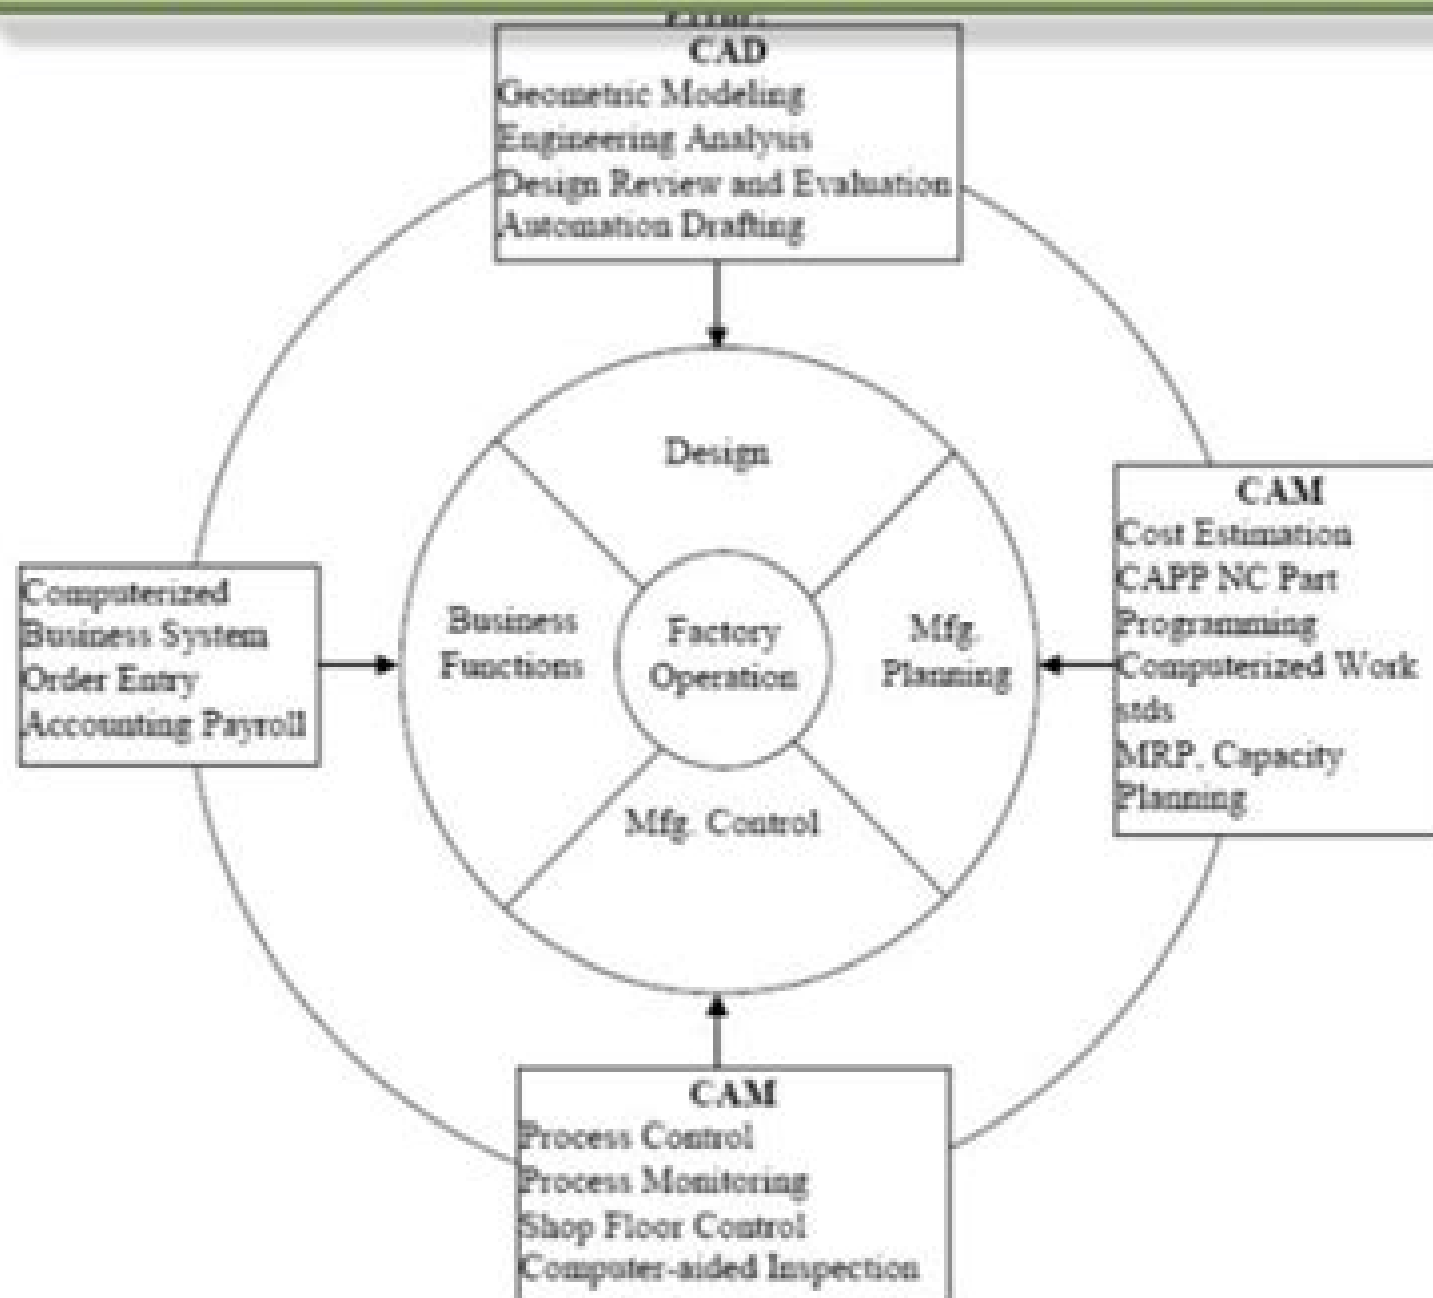 CAD
Geometric Modeling
Engineering Analysis
Design Review and Evaluation
Automation Drafting
Design
CAM
Cost Estimation
CAPP NC Part
Programming
Computerized Work
stds
MRP. Capacity
Planning
Computerized
Business System
Order Entry
Accounting Payroll
Business
Functions
Factory
Operation
Mfg.
Planning
Mfg. Control
CAM
Process Control
Process Monitoring
Shop Floor Control
Computer-aided Inspection